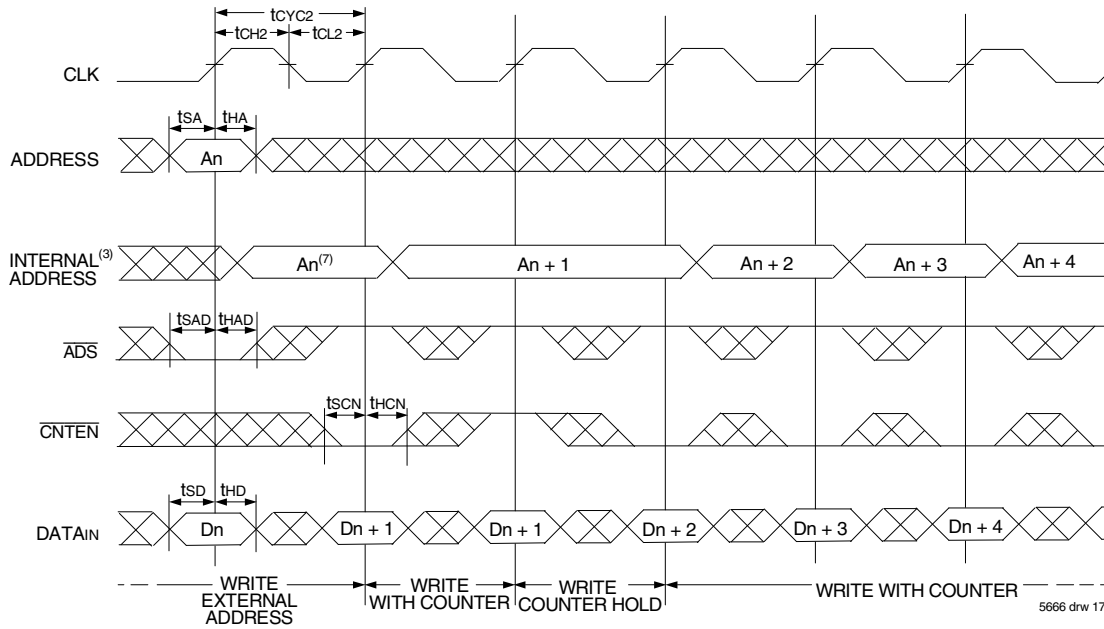 tCYC2
tCH2 tCL2
CLK
tSA tHA
ADDRESS An
INTERNAL(3)
ADDRESS An(7) An + 1 An + 2 An + 3 An + 4
tSAD tHAD
ADS
tSCN tHCN
CNTEN
tSD tHD
DATAIN Dn Dn + 1 Dn + 1 Dn + 2 Dn + 3 Dn + 4
WRITE
EXTERNAL
ADDRESS
WRITE
WITH COUNTER
WRITE
COUNTER HOLD
WRITE WITH COUNTER
5666 drw 17